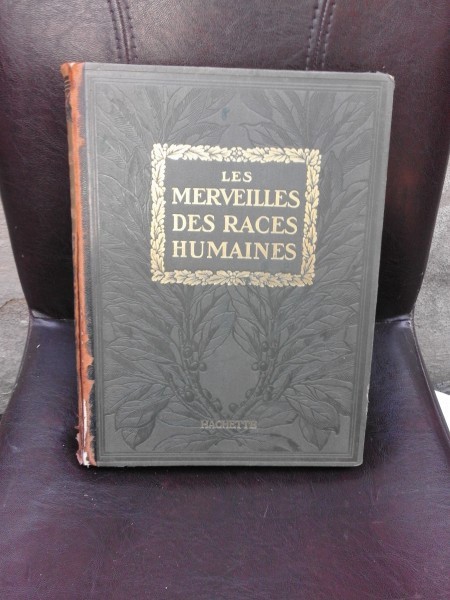 LES
MERVEILLES
DES RACES
HUMAINES
HACHETTE